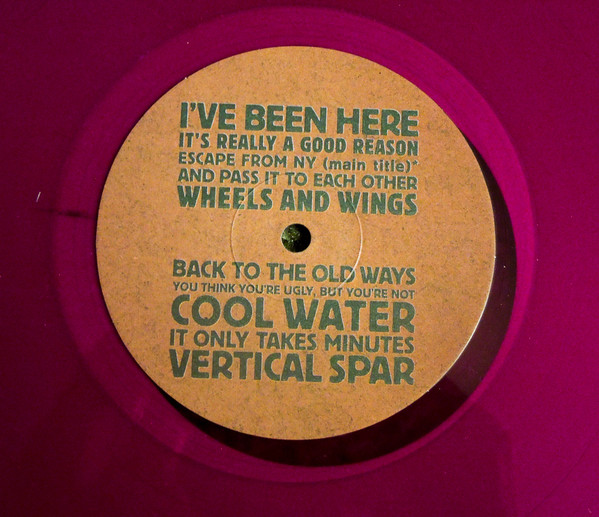 I'VE BEEN HERE
IT'S REALLY A GOOD REASON
ESCAPE FROM NY (main title)*
AND PASS IT TO EACH OTHER
WHEELS AND WINGS
BACK TO THE OLD WAYS
YOU THINK YOU'RE UGLY, BUT YOU'RE NOT
COOL WATER
IT ONLY TAKES MINUTES
VERTICAL SPAR